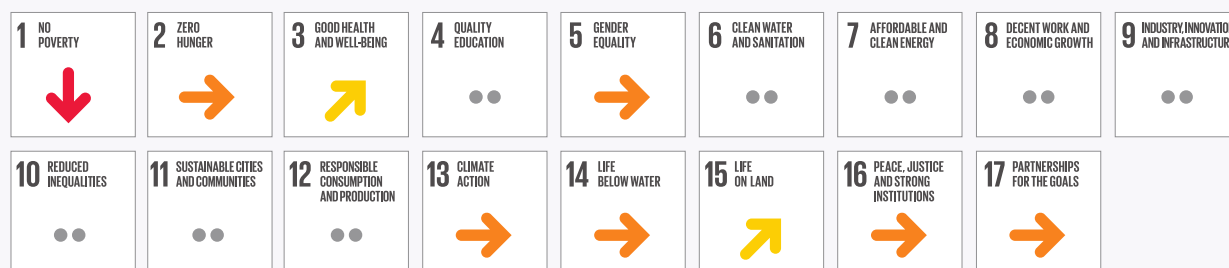 1 NO
POVERTY
2 ZERO
HUNGER
3 GOOD HEALTH
AND WELL-BEING
4 QUALITY
EDUCATION
5 GENDER
EQUALITY
6 CLEAN WATER
AND SANITATION
7 AFFORDABLE AND
CLEAN ENERGY
8 DECENT WORK AND
ECONOMIC GROWTH
9 INDUSTRY, INNOVATIO
AND INFRASTRUCTUR
10 REDUCED
INEQUALITIES
11 SUSTAINABLE CITIES
AND COMMUNITIES
12 RESPONSIBLE
CONSUMPTION
AND PRODUCTION
13 CLIMATE
ACTION
14 LIFE
BELOW WATER
15 LIFE
ON LAND
16 PEACE, JUSTICE
AND STRONG
INSTITUTIONS
17 PARTNERSHIPS
FOR THE GOALS